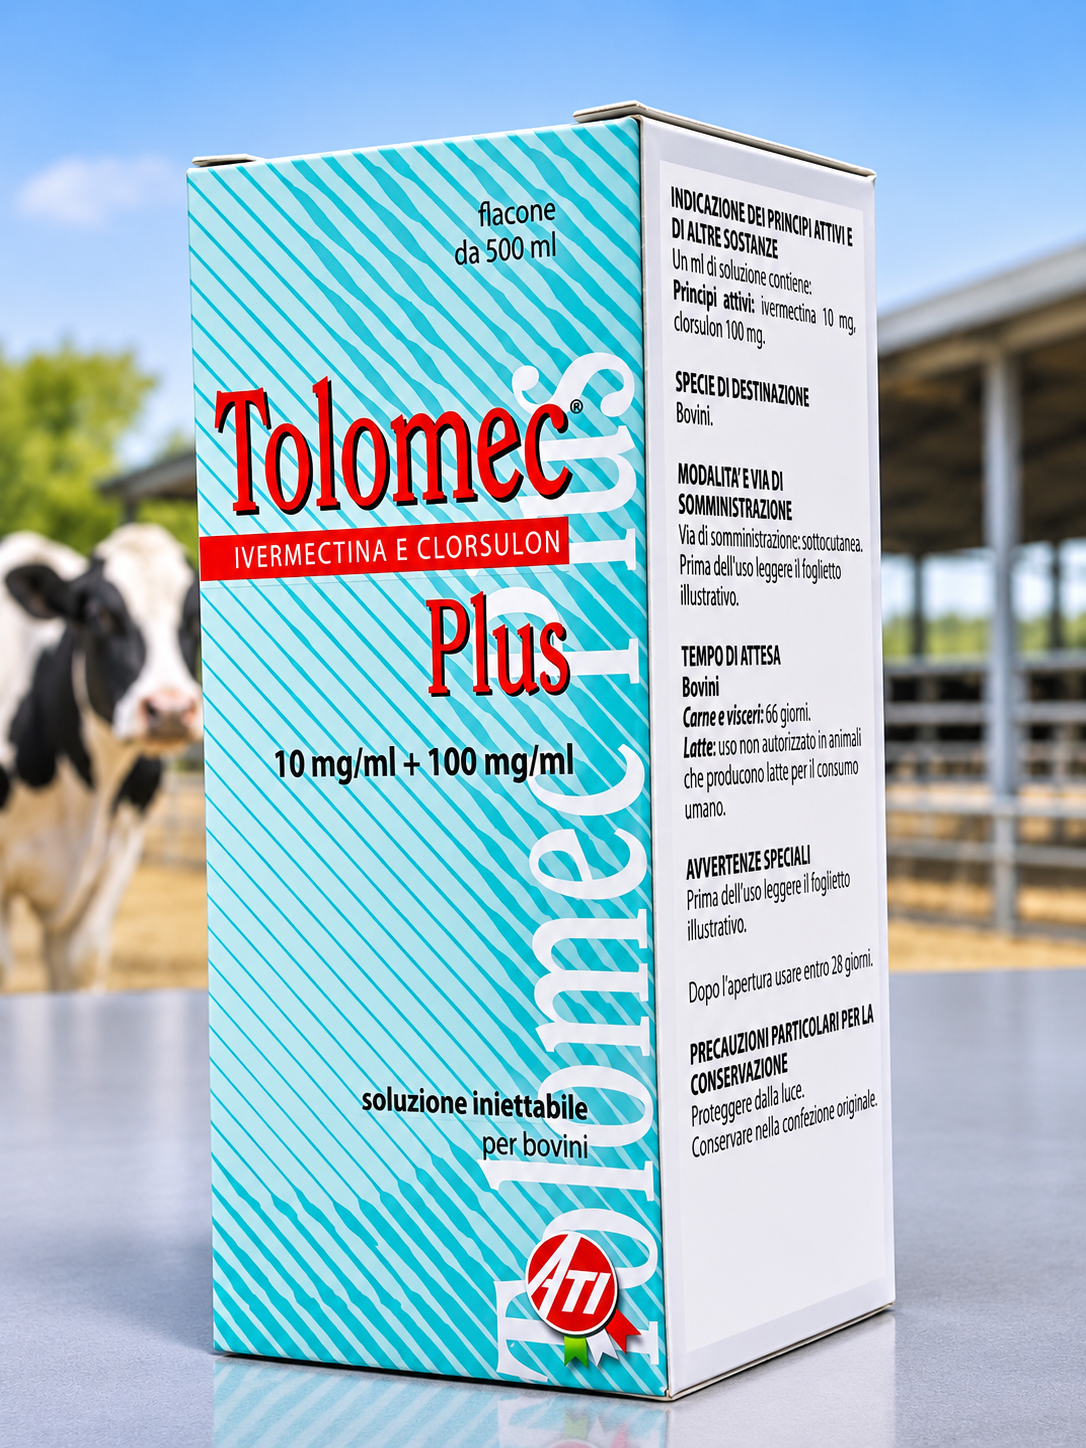 flacone
da 500 ml
Tolomec®
IVERMECTINA E CLORSULON
Plus
10 mg/ml + 100 mg/ml
soluzione iniettabile
per bovini
Tolomec Plus
ATI
INDICAZIONE DEI PRINCIPI ATTIVI E
DI ALTRE SOSTANZE
Un ml di soluzione contiene:
Principi attivi: ivermectina 10 mg,
clorsulon 100 mg.
SPECIE DI DESTINAZIONE
Bovini.
MODALITA' E VIA DI
SOMMINISTRAZIONE
Via di somministrazione: sottocutanea.
Prima dell'uso leggere il foglietto
illustrativo.
TEMPO DI ATTESA
Bovini
Carne e visceri: 66 giorni.
Latte: uso non autorizzato in animali
che producono latte per il consumo
umano.
AVVERTENZE SPECIALI
Prima dell'uso leggere il foglietto
illustrativo.
Dopo l'apertura usare entro 28 giorni.
PRECAUZIONI PARTICOLARI PER LA
CONSERVAZIONE
Proteggere dalla luce.
Conservare nella confezione originale.